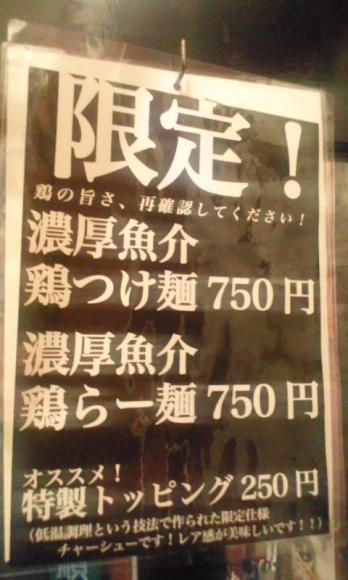 限定！
鶏の旨さ、再確認してください！
濃厚魚介
鶏つけ麺 750円
濃厚魚介
鶏らー麺 750円
オススメ！
特製トッピング 250円
（低温調理という技法で作られた限定仕様
チャーシューです！レア感が美味しいです！！）